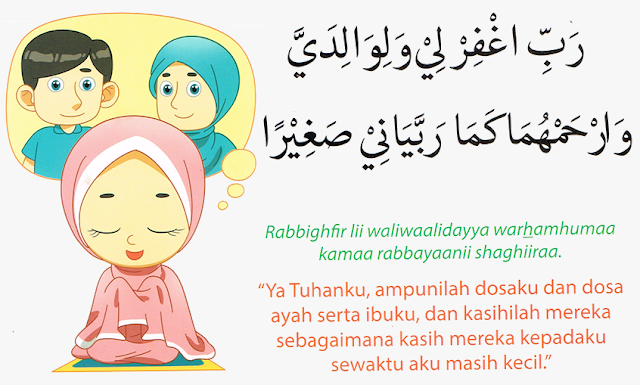 رَبِّ اغْفِرْ لِيْ وَلِوَالِدَيَّ
وَارْحَمْهُمَا كَمَا رَبَّيَانِيْ صَغِيْرًا
Rabbighfir lii waliwaalidayya warhamhumaa
kamaa rabbayaanii shaghiiraa.
“Ya Tuhanku, ampunilah dosaku dan dosa
ayah serta ibuku, dan kasihilah mereka
sebagaimana kasih mereka kepadaku
sewaktu aku masih kecil.”